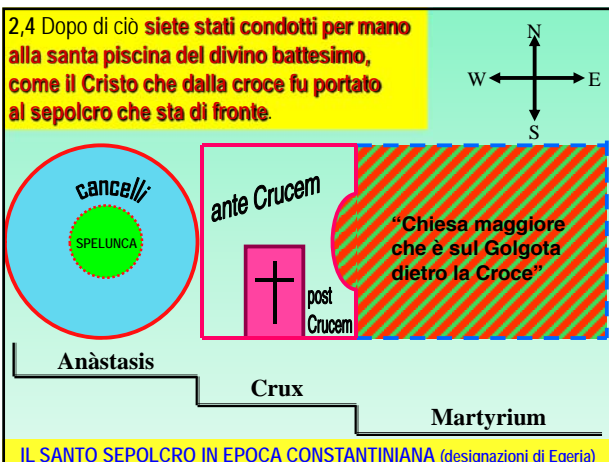 2,4 Dopo di ciò siete stati condotti per mano
alla santa piscina del divino battesimo,
come il Cristo che dalla croce fu portato
al sepolcro che sta di fronte.
N
W
E
S
cancelli
SPELUNCA
ante Crucem
post
Crucem
“Chiesa maggiore
che è sul Golgota
dietro la Croce”
Anàstasis
Crux
Martyrium
IL SANTO SEPOLCRO IN EPOCA CONSTANTINIANA (designazioni di Egeria)